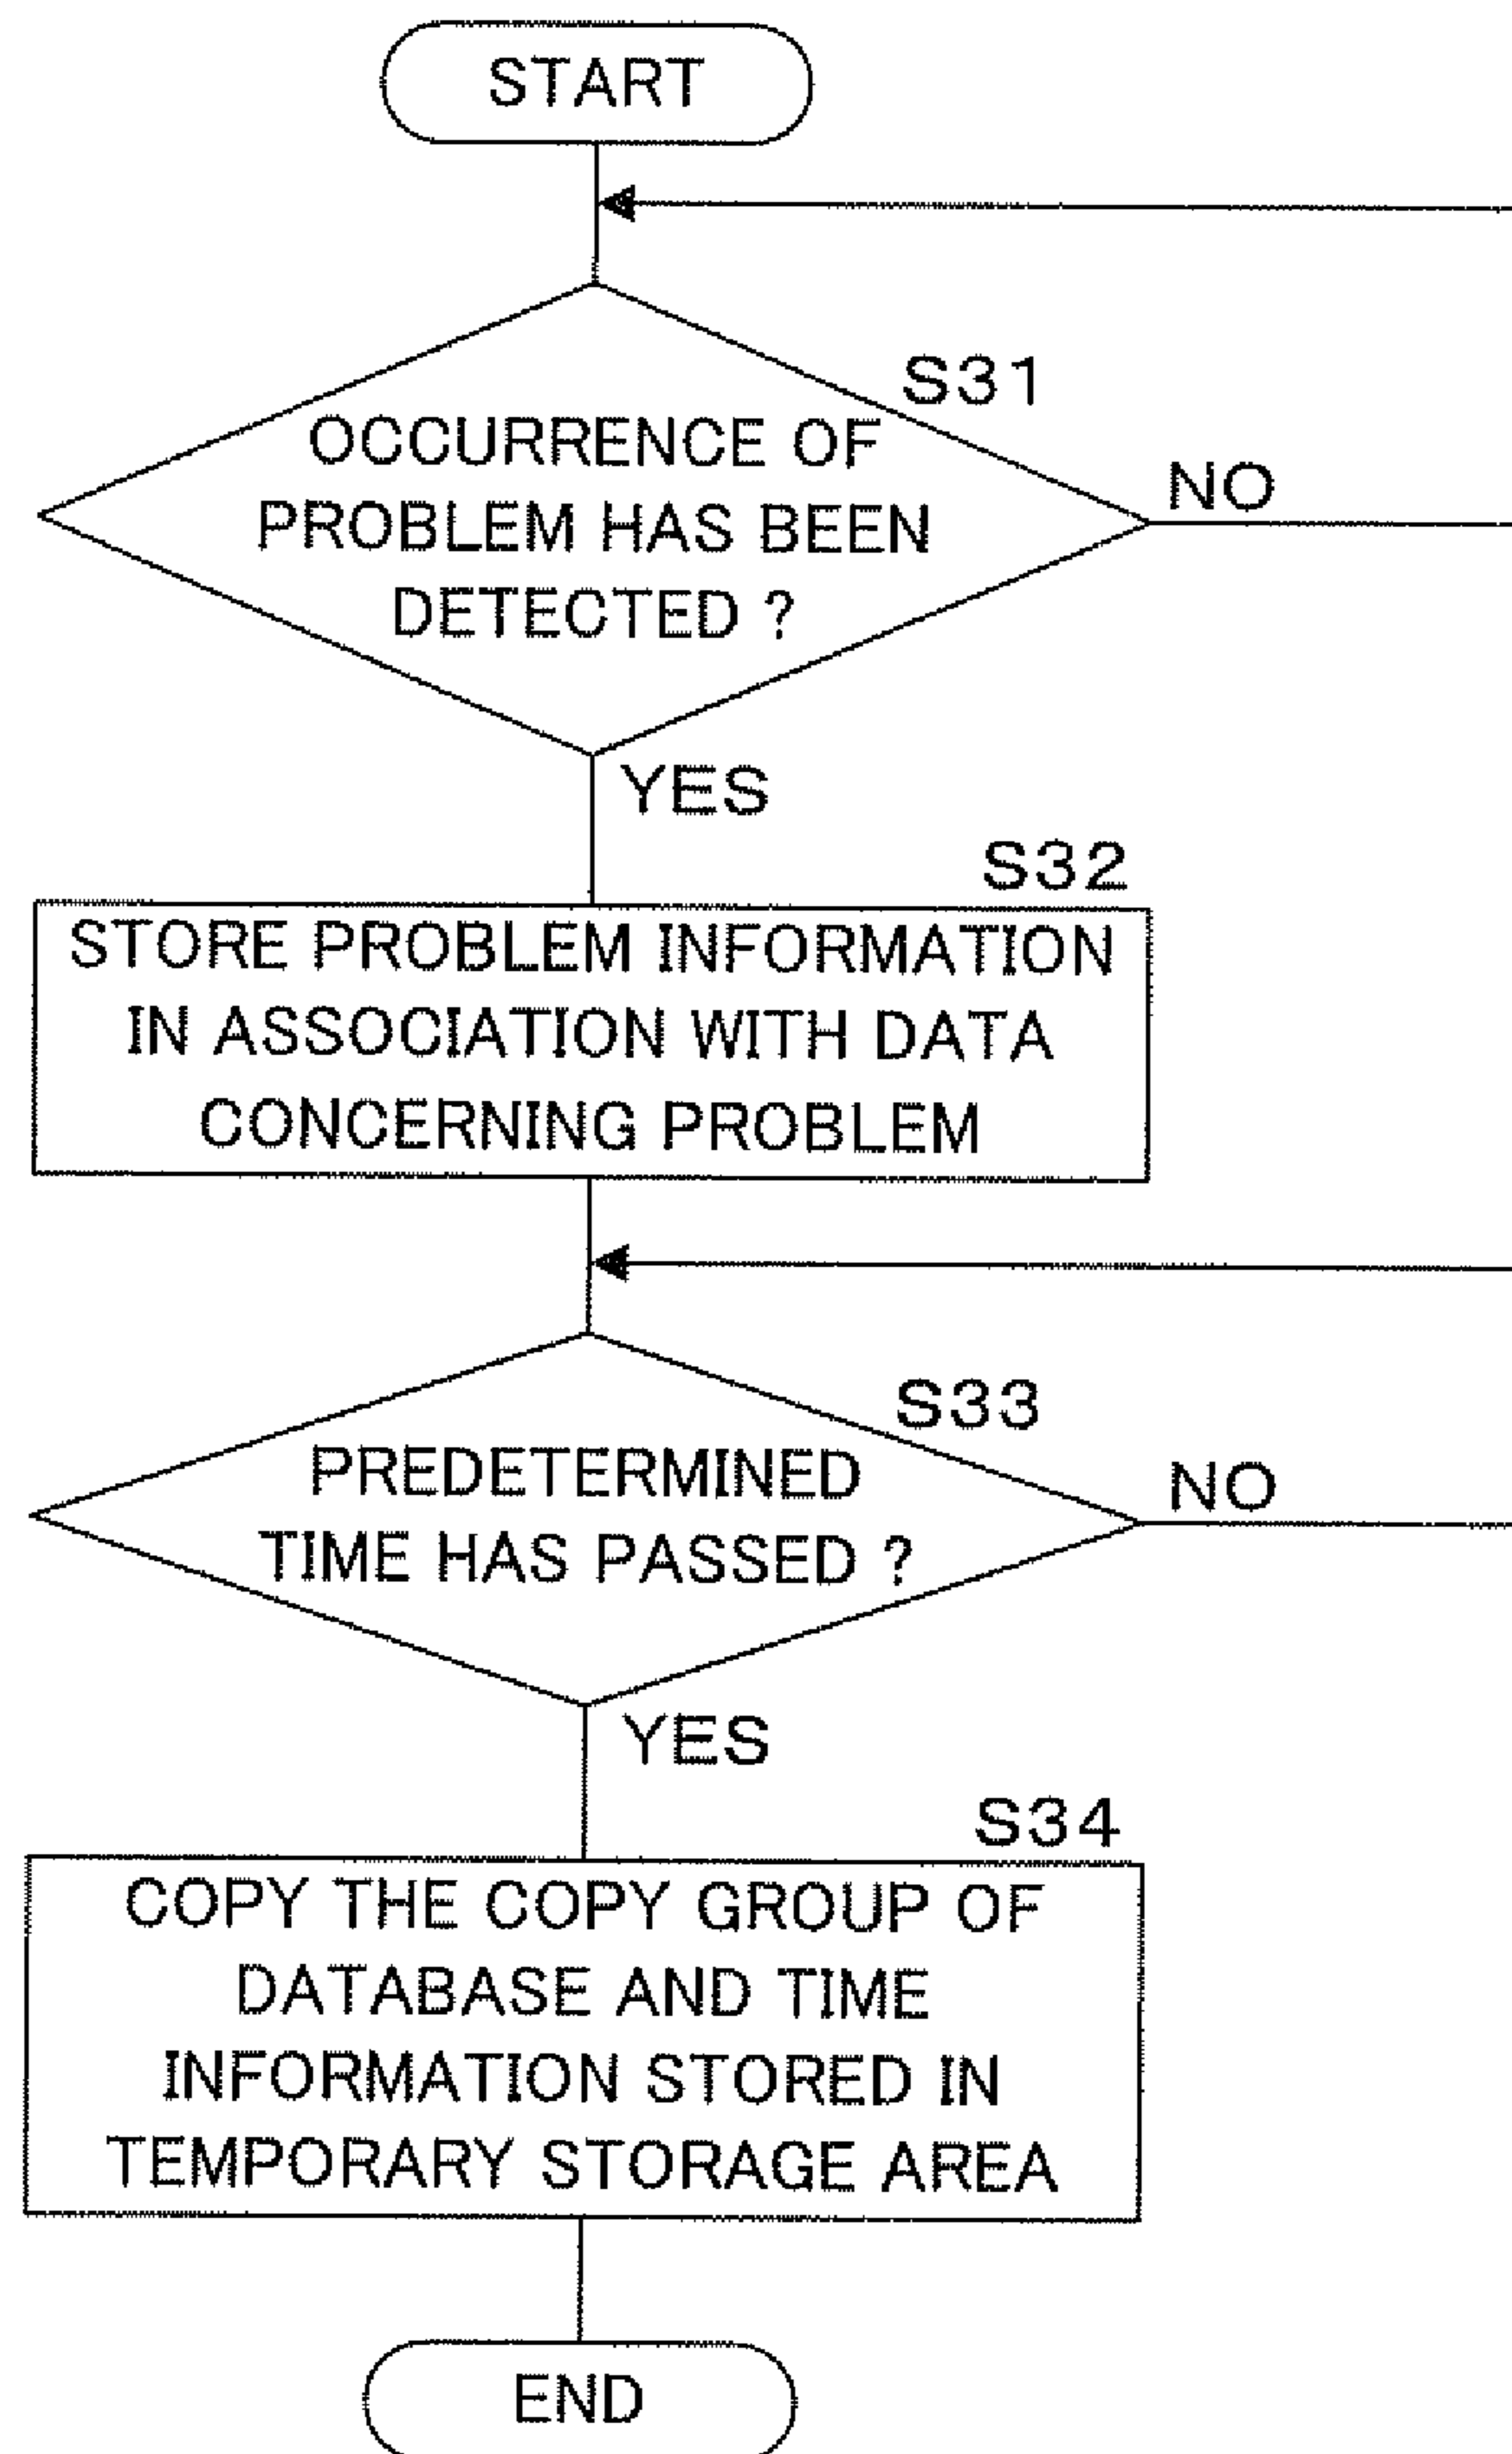 START
S31
OCCURRENCE OF
PROBLEM HAS BEEN
DETECTED ?
NO
YES
S32
STORE PROBLEM INFORMATION
IN ASSOCIATION WITH DATA
CONCERNING PROBLEM
S33
PREDETERMINED
TIME HAS PASSED ?
NO
YES
S34
COPY THE COPY GROUP OF
DATABASE AND TIME
INFORMATION STORED IN
TEMPORARY STORAGE AREA
END